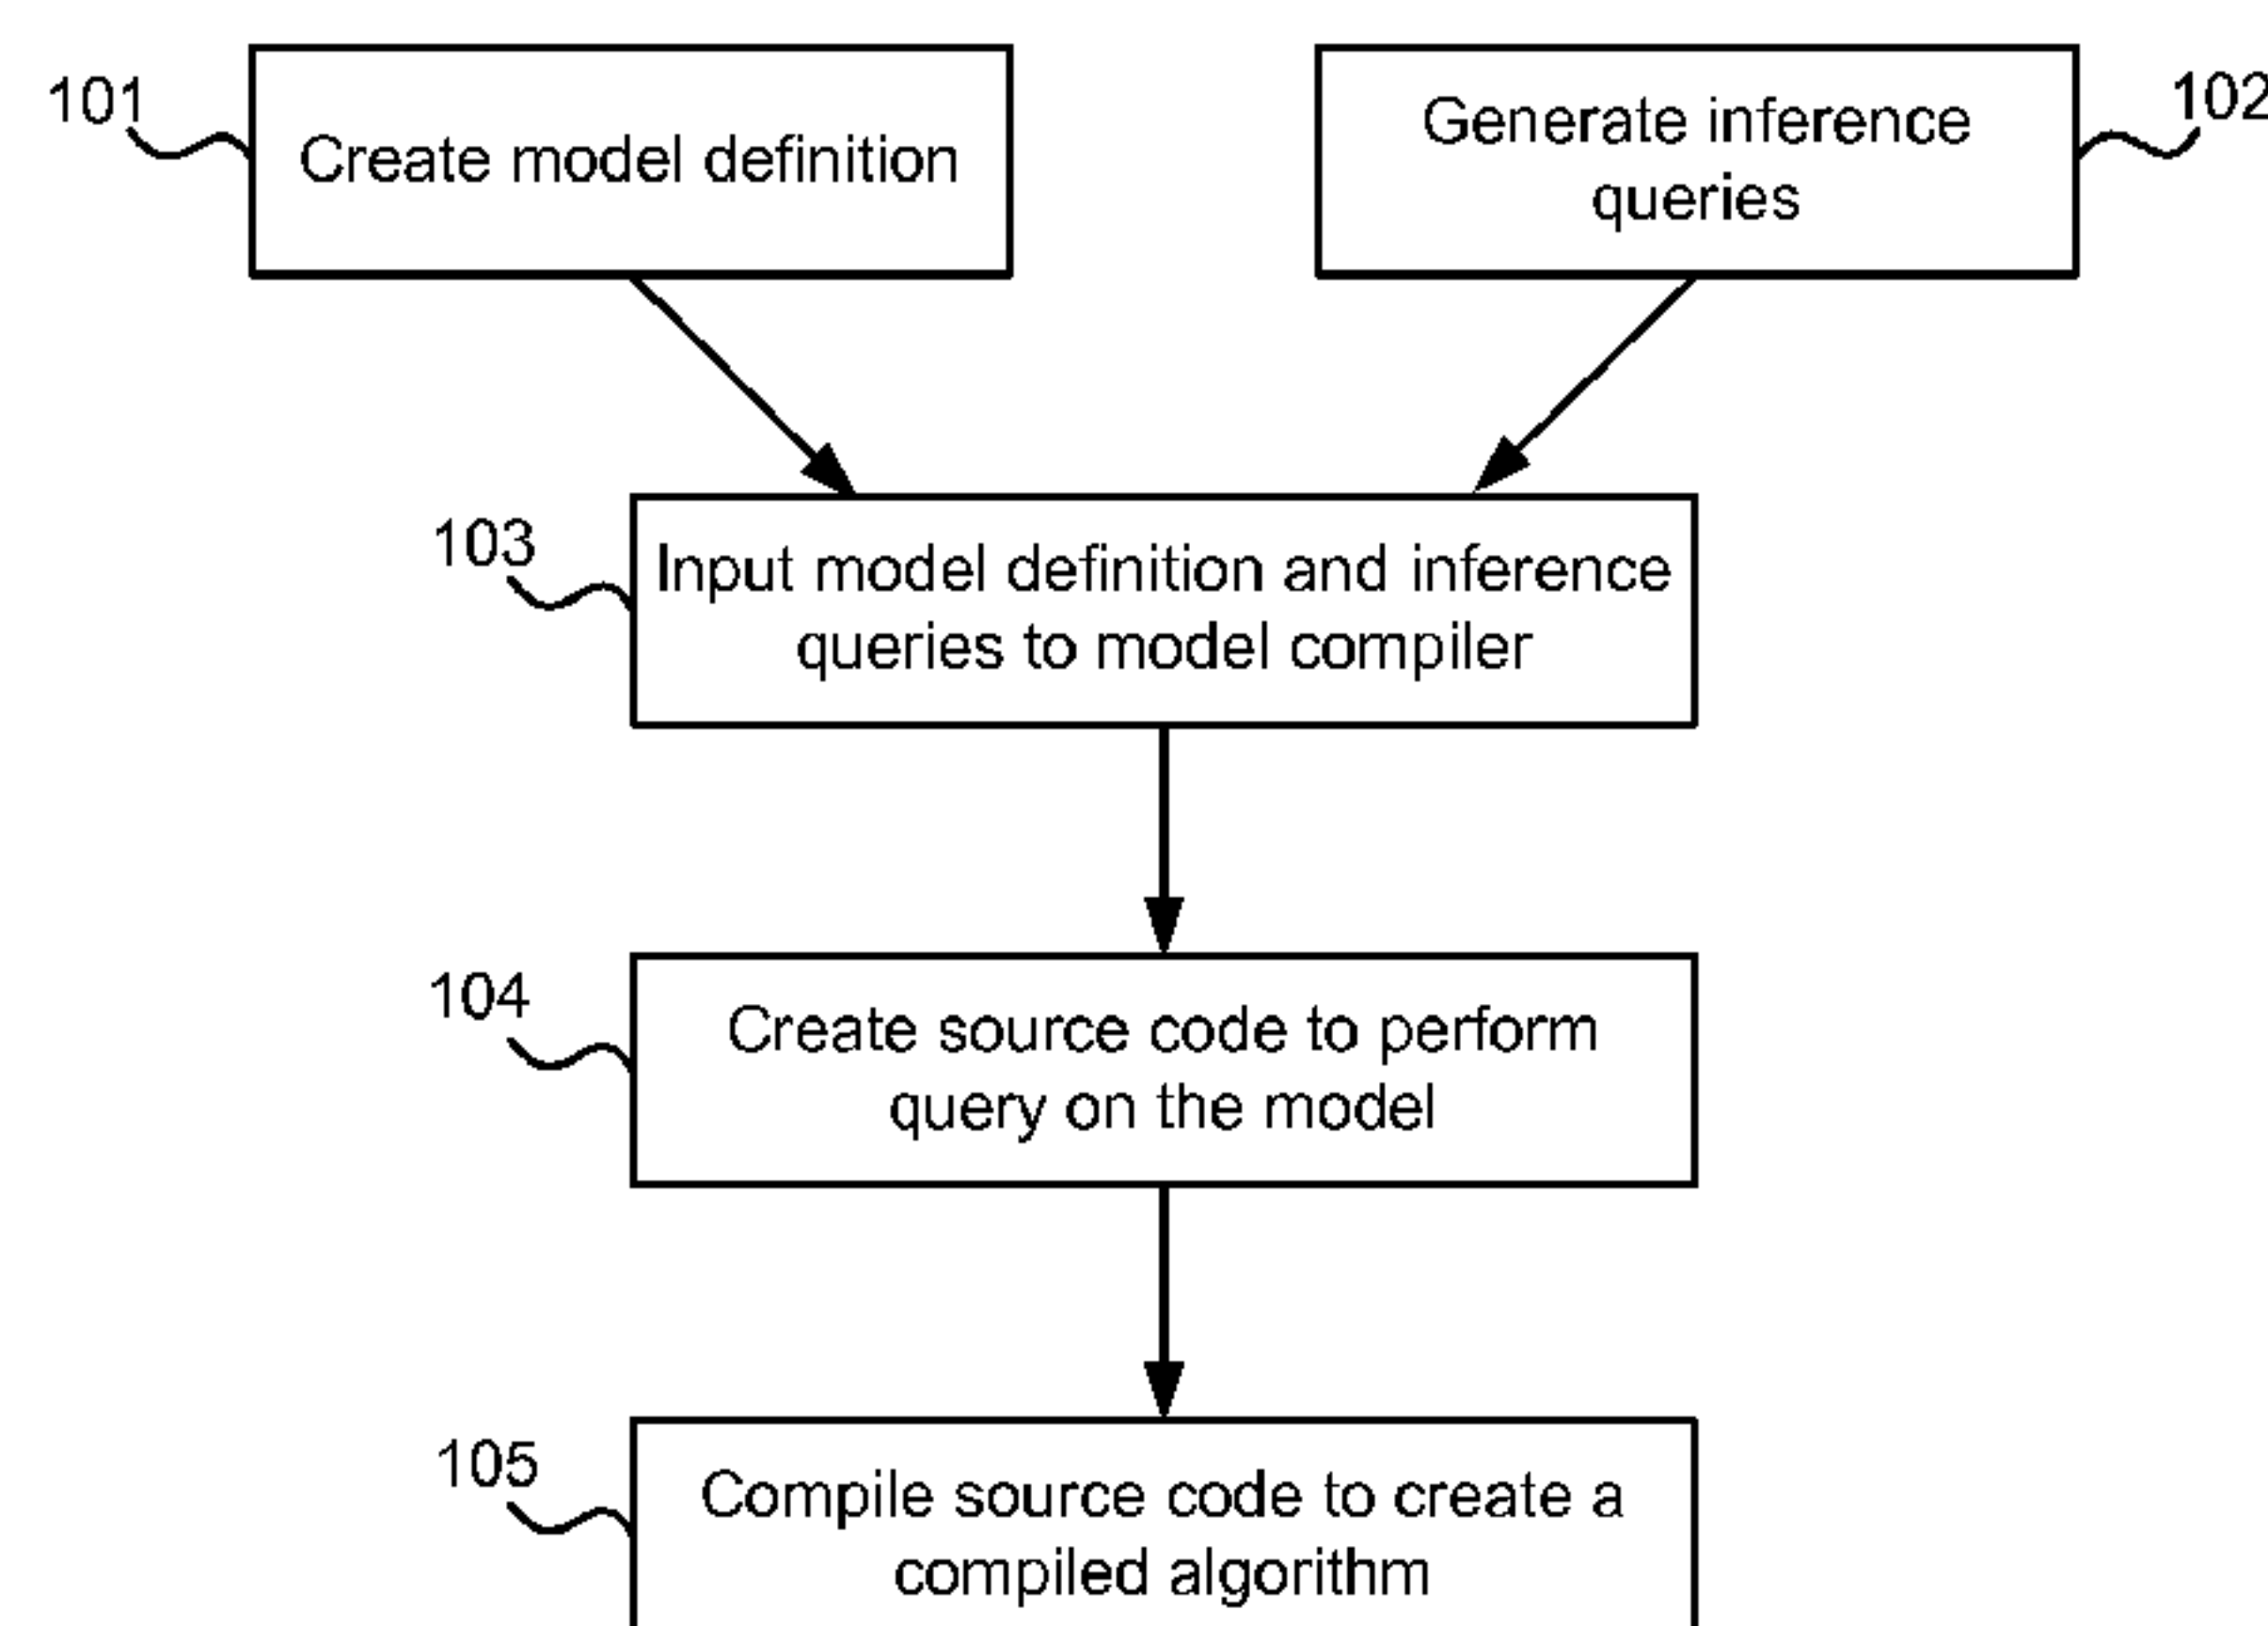 101
Create model definition
Generate inference
queries
102
103
Input model definition and inference
queries to model compiler
104
Create source code to perform
query on the model
105
Compile source code to create a
compiled algorithm